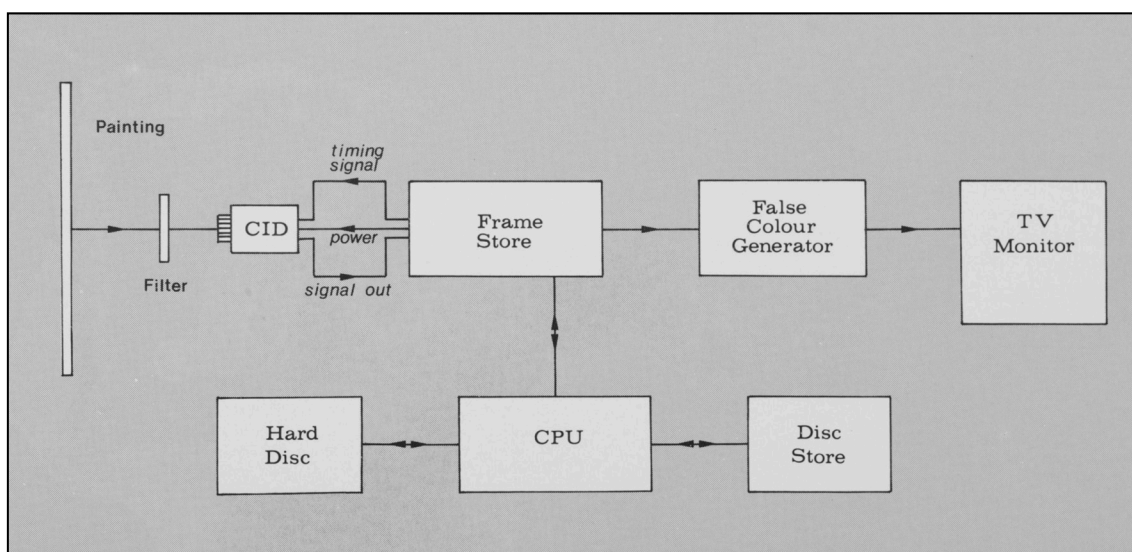 Painting
Filter
CID
timing
signal
power
signal out
Frame
Store
False
Colour
Generator
TV
Monitor
Hard
Disc
CPU
Disc
Store